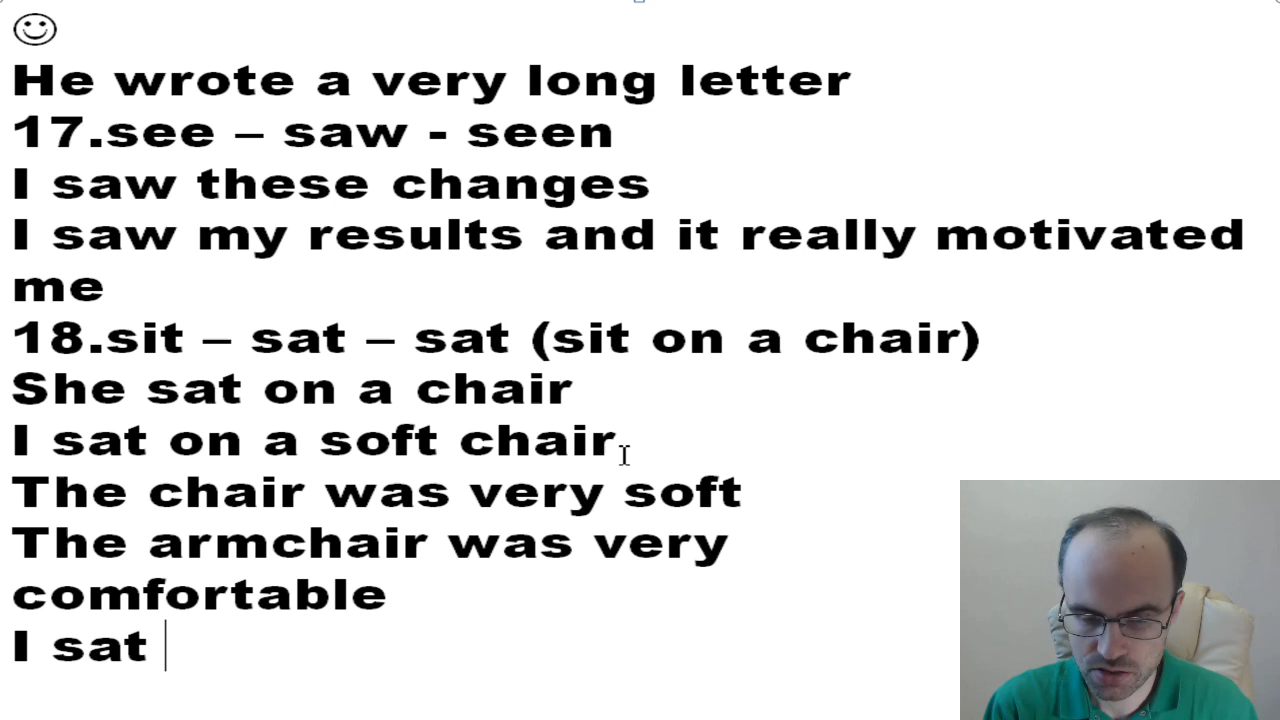 He wrote a very long letter
17.see – saw - seen
I saw these changes
I saw my results and it really motivated
me
18.sit – sat – sat (sit on a chair)
She sat on a chair
I sat on a soft chair
The chair was very soft
The armchair was very
comfortable
I sat